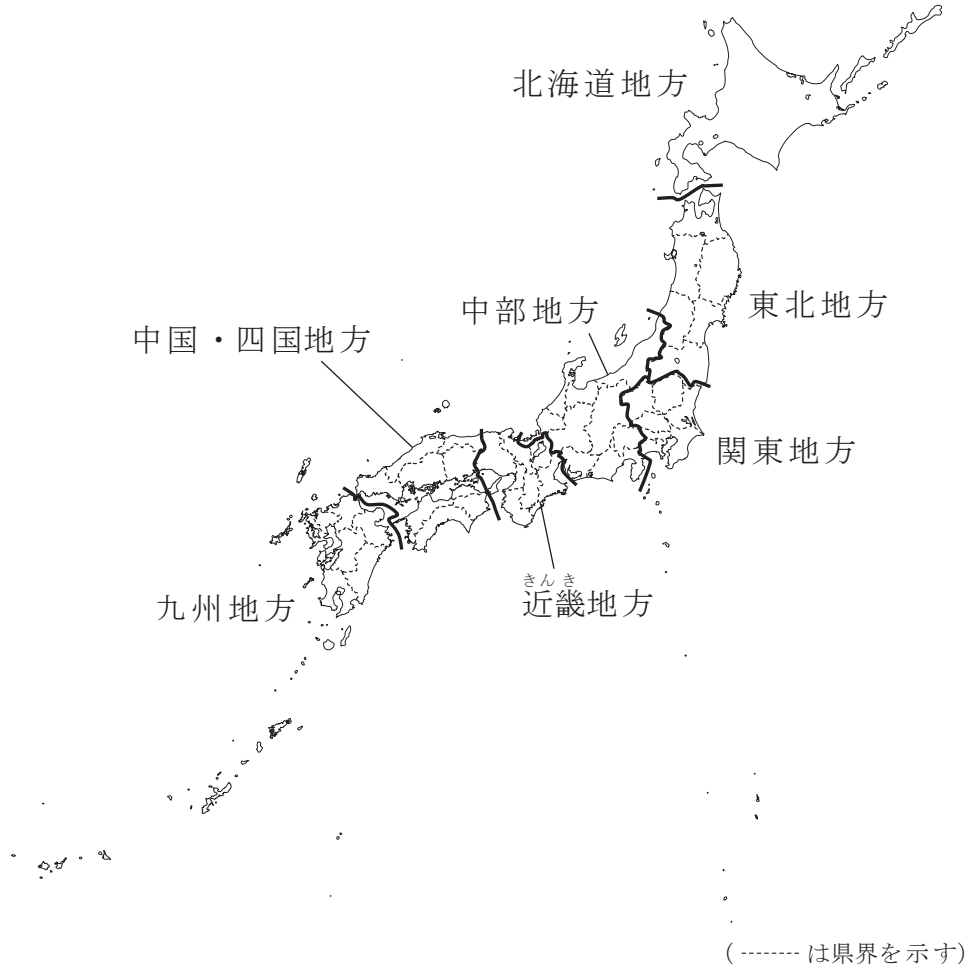 北海道地方
中部地方
東北地方
中国・四国地方
関東地方
きんき
近畿地方
九州地方
(-------- は県界を示す)